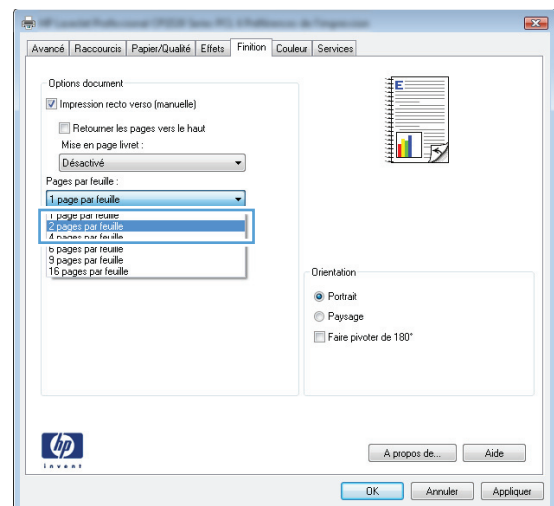 Avancé Raccourcis Papier/Qualité Effets Finition Couleur Services
Options document
Impression recto verso (manuelle)
Retourner les pages vers le haut
Mise en page livret :
Désactivé
Pages par feuille :
1 page par feuille
1 page par feuille
2 pages par feuille
4 pages par feuille
6 pages par feuille
9 pages par feuille
16 pages par feuille
E
Orientation
Portrait
Paysage
Faire pivoter de 180°
hp
invent
A propos de... Aide
OK Annuler Appliquer